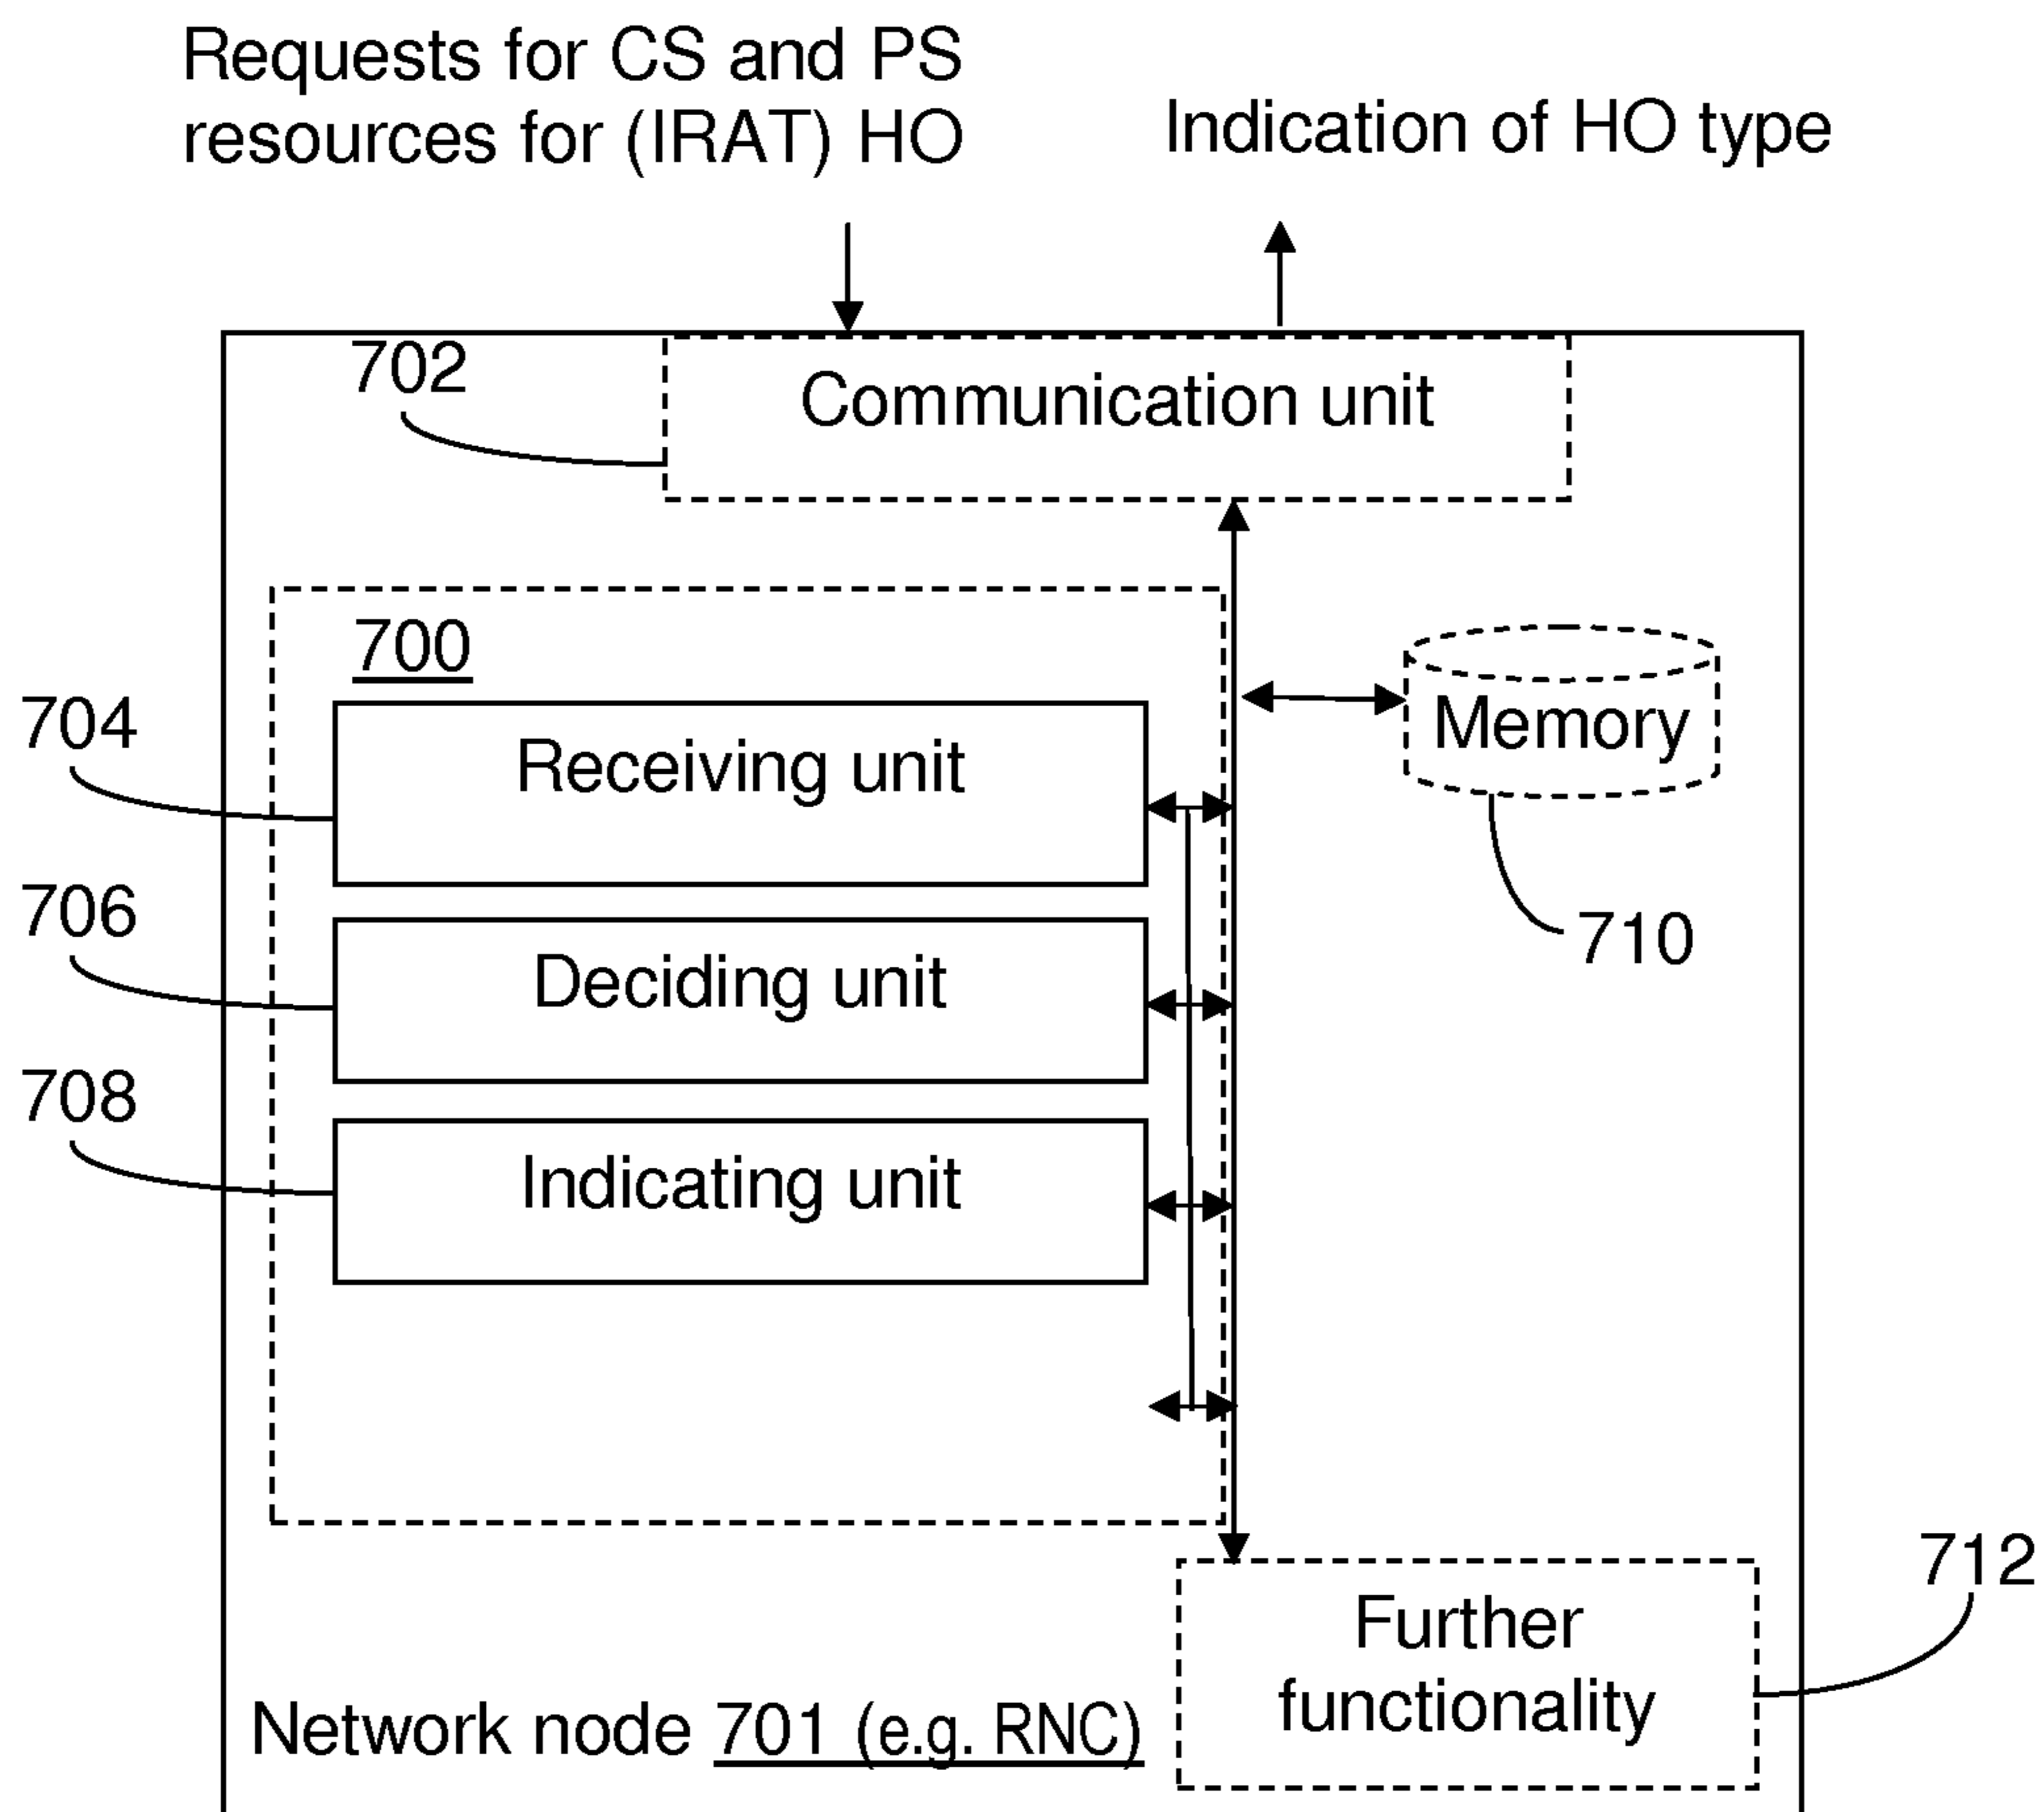 Requests for CS and PS
resources for (IRAT) HO
Indication of HO type
702
Communication unit
700
704
Receiving unit
Memory
706
Deciding unit
710
708
Indicating unit
712
Further
functionality
Network node 701 (e.g. RNC)